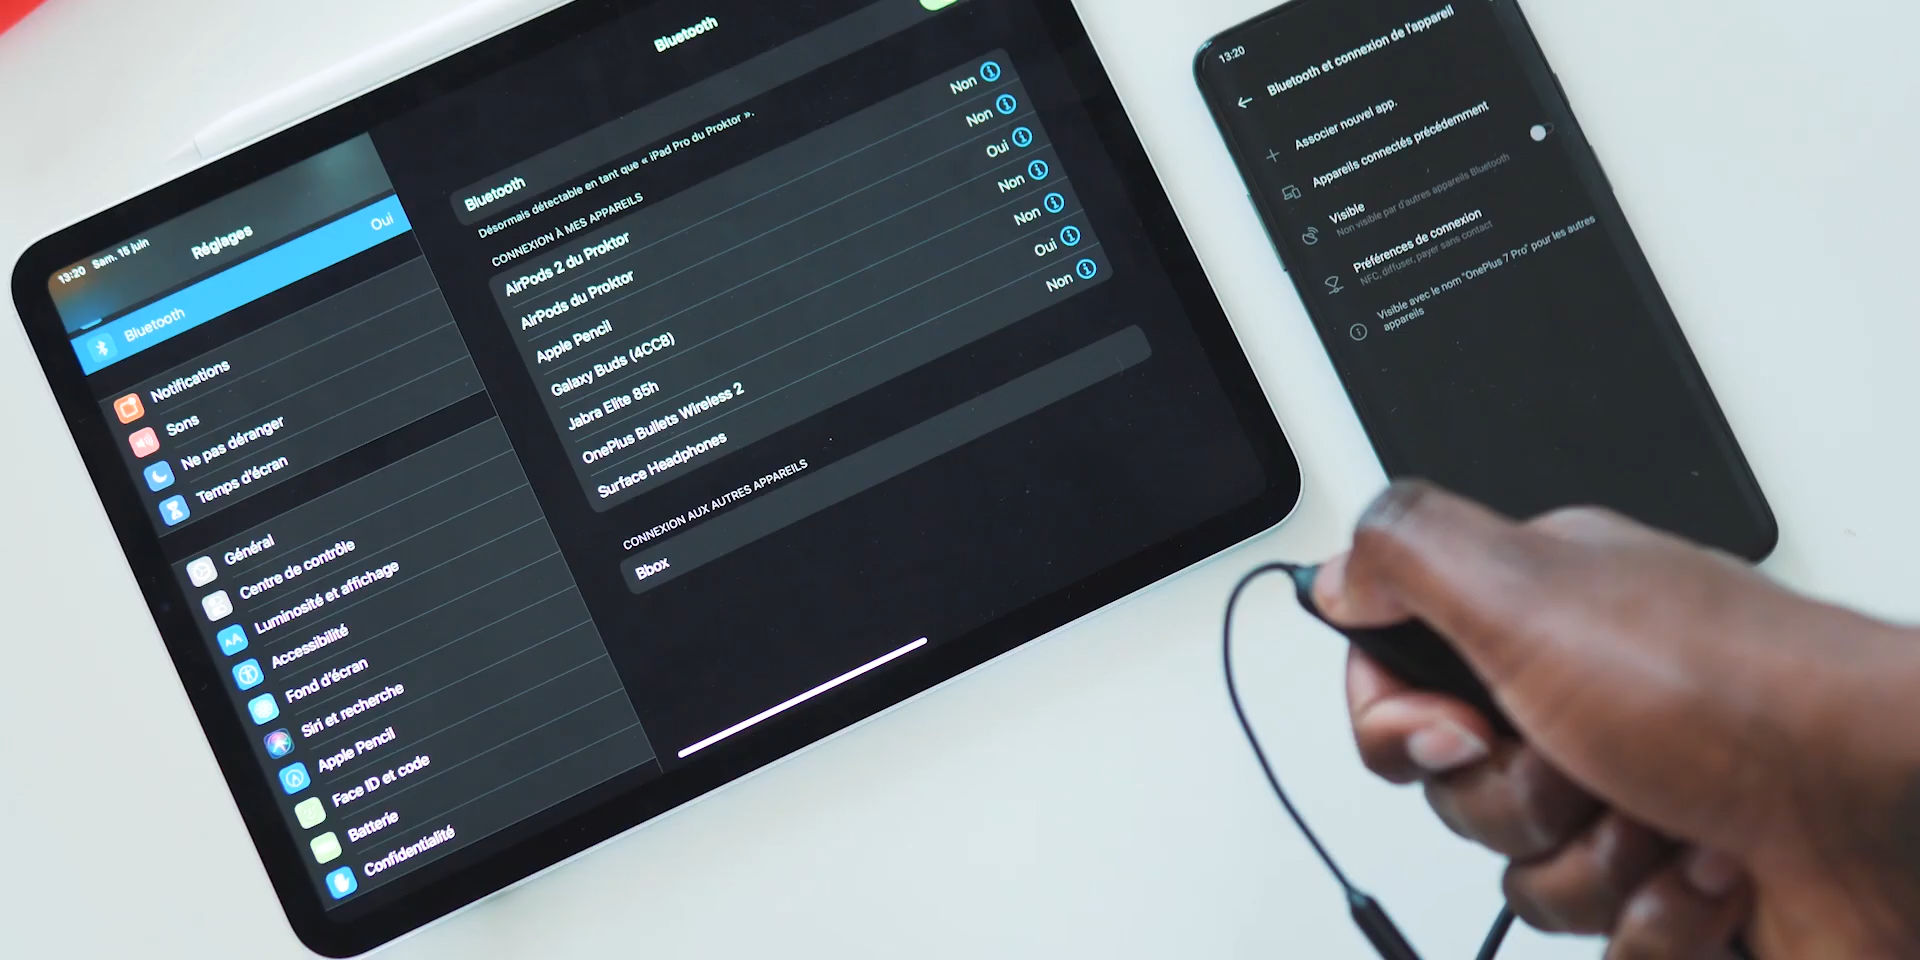 13:20 Sam. 15 juin
Réglages
Bluetooth Oui
Notifications
Sons
Ne pas déranger
Temps d'écran
Général
Centre de contrôle
Luminosité et affichage
Accessibilité
Fond d'écran
Siri et recherche
Apple Pencil
Face ID et code
Batterie
Confidentialité
Bluetooth
Bluetooth
Désormais détectable en tant que « iPad Pro du Proktor ».
CONNEXION À MES APPAREILS
AirPods 2 du Proktor Non
AirPods du Proktor Non
Apple Pencil Oui
Galaxy Buds (4CC8) Non
Jabra Elite 85h Non
OnePlus Bullets Wireless 2 Oui
Surface Headphones Non
CONNEXION AUX AUTRES APPAREILS
Bbox
13:20
Bluetooth et connexion de l'appareil
Associer nouvel app.
Appareils connectés précédemment
Visible
Non visible par d'autres appareils Bluetooth
Préférences de connexion
NFC, diffuser, payer sans contact
Visible avec le nom "OnePlus 7 Pro" pour les autres
appareils